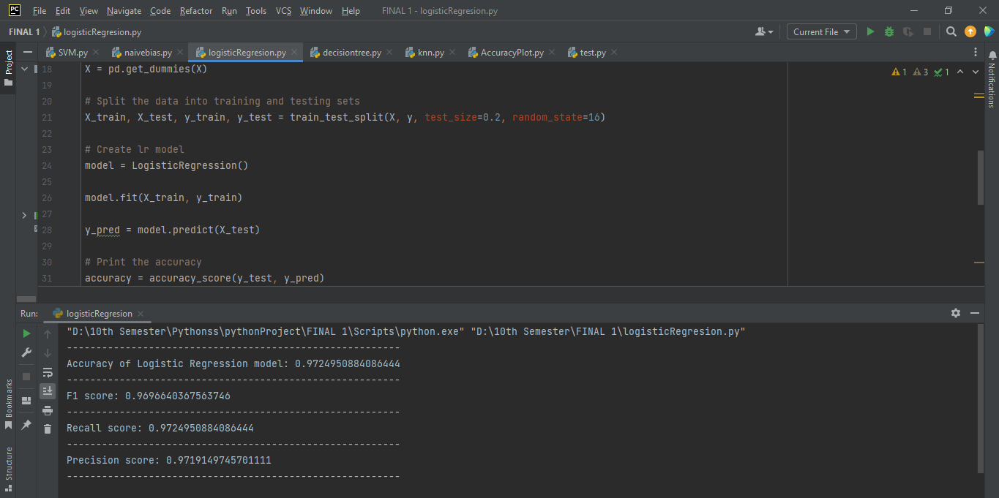 PC File Edit View Navigate Code Refactor Run Tools VCS Window Help FINAL 1 - logisticRegresion.py
FINAL 1 logisticRegresion.py Current File
Project
SVM.py naivebias.py logisticRegresion.py decisiontree.py knn.py AccuracyPlot.py test.py
Notifications
1 3 1
18 X = pd.get_dummies(X)
19
20 # Split the data into training and testing sets
21 X_train, X_test, y_train, y_test = train_test_split(X, y, test_size=0.2, random_state=16)
22
23 # Create lr model
24 model = LogisticRegression()
25
26 model.fit(X_train, y_train)
27
28 y_pred = model.predict(X_test)
29
30 # Print the accuracy
31 accuracy = accuracy_score(y_test, y_pred)
Run: logisticRegresion
"D:\10th Semester\Pythonss\pythonProject\FINAL 1\Scripts\python.exe" "D:\10th Semester\FINAL 1\logisticRegresion.py"
---------------------------------------------------------
Accuracy of Logistic Regression model: 0.9724950884086444
---------------------------------------------------------
F1 score: 0.9696640367563746
---------------------------------------------------------
Recall score: 0.9724950884086444
---------------------------------------------------------
Precision score: 0.9719149745701111
---------------------------------------------------------
Bookmarks
Structure